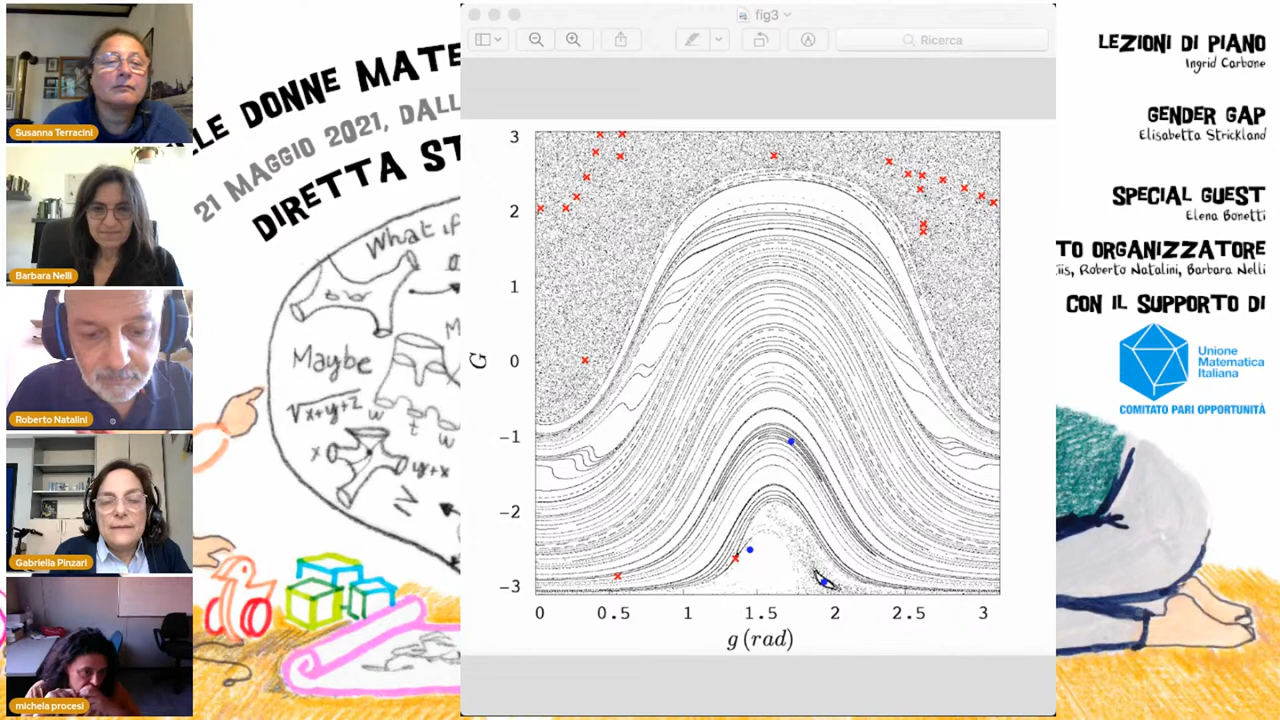 Susanna Terracini
Barbara Nelli
Roberto Natalini
Gabriella Pinzari
michela procesi
LLE DONNE MATE
21 MAGGIO 2021, DALL
DIRETTA ST
What if
Maybe
√x+y+z
w
t
w
x
y+x
fig3
Ricerca
3
2
1
0
−1
−2
−3
G
0 0.5 1 1.5 2 2.5 3
g (rad)
LEZIONI DI PIANO
Ingrid Carbone
GENDER GAP
Elisabetta Strickland
SPECIAL GUEST
Elena Bonetti
TO ORGANIZZATORE
iis, Roberto Natalini, Barbara Nelli
CON IL SUPPORTO DI
Unione
Matematica
Italiana
COMITATO PARI OPPORTUNITÀ